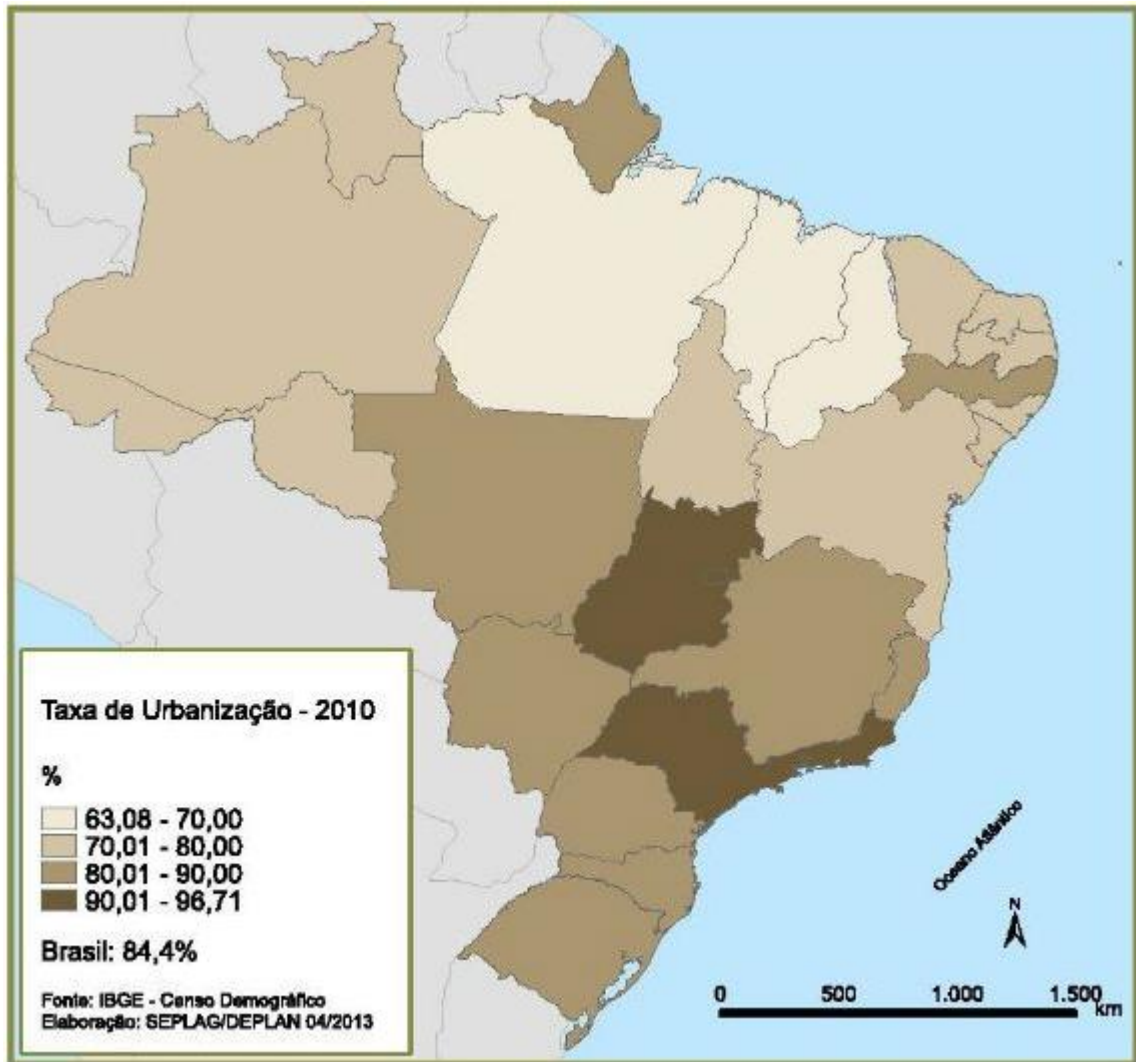 Taxa de Urbanização - 2010
%
63,08 - 70,00
70,01 - 80,00
80,01 - 90,00
90,01 - 96,71
Brasil: 84,4%
Fonte: IBGE - Censo Demográfico
Elaboração: SEPLAG/DEPLAN 04/2013
Oceano Atlântico
N
0 500 1.000 1.500
km